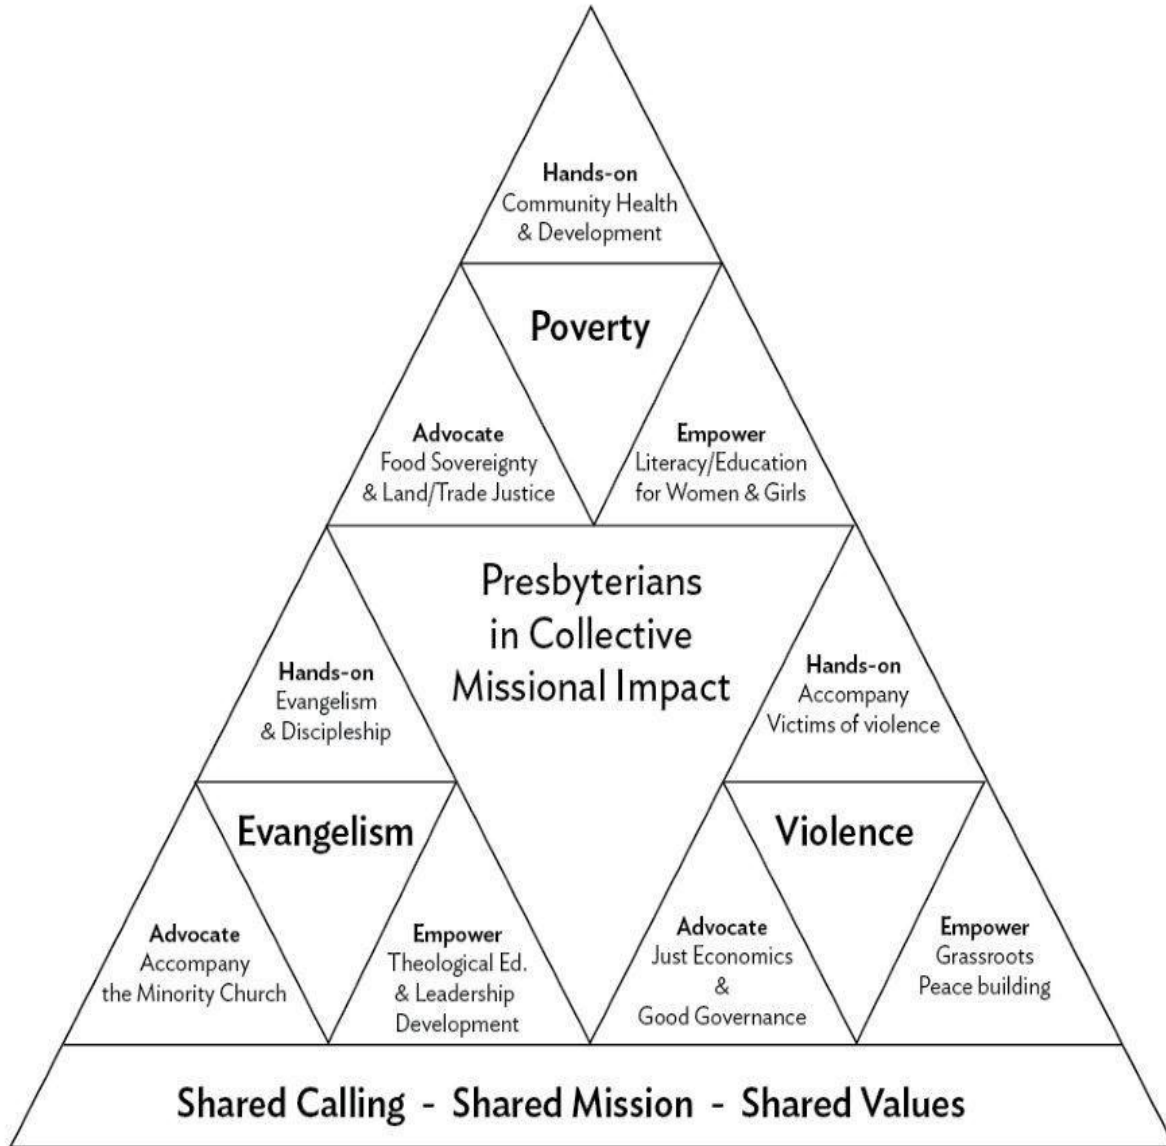 Hands-on
Community Health
& Development
Poverty
Advocate
Food Sovereignty
& Land/Trade Justice
Empower
Literacy/Education
for Women & Girls
Presbyterians
in Collective
Missional Impact
Hands-on
Evangelism
& Discipleship
Hands-on
Accompany
Victims of violence
Evangelism
Violence
Advocate
Accompany
the Minority Church
Empower
Theological Ed.
& Leadership
Development
Advocate
Just Economics
&
Good Governance
Empower
Grassroots
Peace building
Shared Calling - Shared Mission - Shared Values